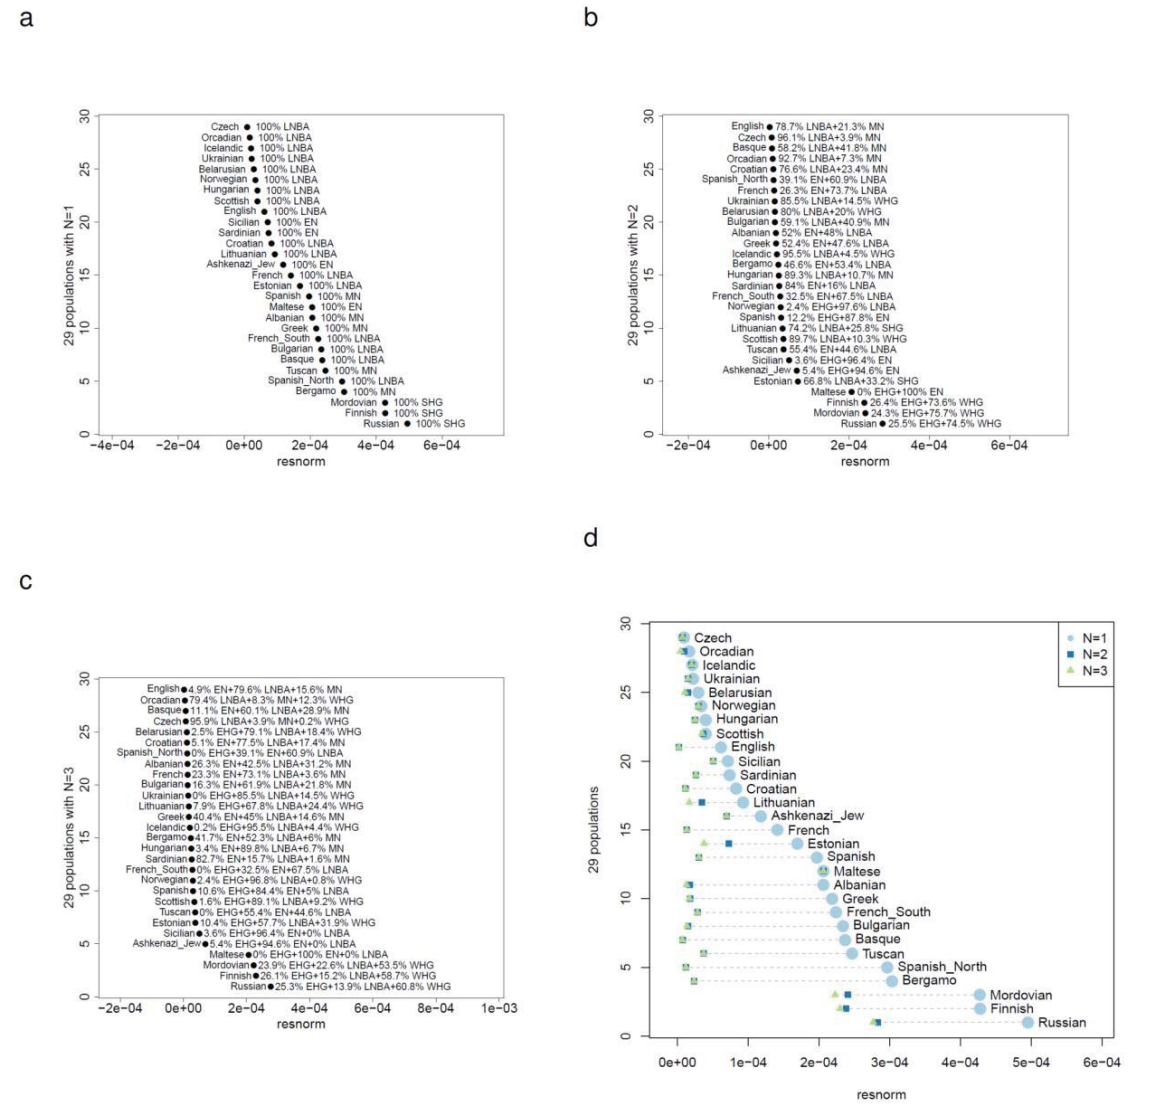 a
30
25
20
15
10
5
0
29 populations with N=1
Czech 100% LNBA
Orcadian 100% LNBA
Icelandic 100% LNBA
Ukrainian 100% LNBA
Belarusian 100% LNBA
Norwegian 100% LNBA
Hungarian 100% LNBA
Scottish 100% LNBA
English 100% LNBA
Sicilian 100% EN
Sardinian 100% EN
Croatian 100% LNBA
Lithuanian 100% LNBA
Ashkenazi_Jew 100% EN
French 100% LNBA
Estonian 100% LNBA
Spanish 100% MN
Maltese 100% EN
Albanian 100% MN
Greek 100% MN
French_South 100% LNBA
Bulgarian 100% LNBA
Basque 100% LNBA
Tuscan 100% MN
Spanish_North 100% LNBA
Bergamo 100% MN
Mordovian 100% SHG
Finnish 100% SHG
Russian 100% SHG
−4e−04 −2e−04 0e+00 2e−04 4e−04 6e−04
resnorm
b
30
25
20
15
10
5
0
29 populations with N=2
English 78.7% LNBA+21.3% MN
Czech 96.1% LNBA+3.9% MN
Basque 58.2% LNBA+41.8% MN
Orcadian 92.7% LNBA+7.3% MN
Croatian 76.6% LNBA+23.4% MN
Spanish_North 39.1% EN+60.9% LNBA
French 26.3% EN+73.7% LNBA
Ukrainian 85.5% LNBA+14.5% WHG
Belarusian 80% LNBA+20% WHG
Bulgarian 59.1% LNBA+40.9% MN
Albanian 52% EN+48% LNBA
Greek 52.4% EN+47.6% LNBA
Icelandic 95.5% LNBA+4.5% WHG
Bergamo 46.6% EN+53.4% LNBA
Hungarian 89.3% LNBA+10.7% MN
Sardinian 84% EN+16% LNBA
French_South 32.5% EN+67.5% LNBA
Norwegian 2.4% EHG+97.6% LNBA
Spanish 12.2% EHG+87.8% EN
Lithuanian 74.2% LNBA+25.8% SHG
Scottish 89.7% LNBA+10.3% WHG
Tuscan 55.4% EN+44.6% LNBA
Sicilian 3.6% EHG+96.4% EN
Ashkenazi_Jew 5.4% EHG+94.6% EN
Estonian 66.8% LNBA+33.2% SHG
Maltese 0% EHG+100% EN
Finnish 26.4% EHG+73.6% WHG
Mordovian 24.3% EHG+75.7% WHG
Russian 25.5% EHG+74.5% WHG
−2e−04 0e+00 2e−04 4e−04 6e−04
resnorm
c
30
25
20
15
10
5
0
29 populations with N=3
English 4.9% EN+79.6% LNBA+15.6% MN
Orcadian 79.4% LNBA+8.3% MN+12.3% WHG
Basque 11.1% EN+60.1% LNBA+28.9% MN
Czech 95.9% LNBA+3.9% MN+0.2% WHG
Belarusian 2.5% EHG+79.1% LNBA+18.4% WHG
Croatian 5.1% EN+77.5% LNBA+17.4% MN
Spanish_North 0% EHG+39.1% EN+60.9% LNBA
Albanian 26.3% EN+42.5% LNBA+31.2% MN
French 23.3% EN+73.1% LNBA+3.6% MN
Bulgarian 16.3% EN+61.9% LNBA+21.8% MN
Ukrainian 0% EHG+85.5% LNBA+14.5% WHG
Lithuanian 7.9% EHG+67.8% LNBA+24.4% WHG
Greek 40.4% EN+45% LNBA+14.6% MN
Icelandic 0.2% EHG+95.5% LNBA+4.4% WHG
Bergamo 41.7% EN+52.3% LNBA+6% MN
Hungarian 3.4% EN+89.8% LNBA+6.7% MN
Sardinian 82.7% EN+15.7% LNBA+1.6% MN
French_South 0% EHG+32.5% EN+67.5% LNBA
Norwegian 2.4% EHG+96.8% LNBA+0.8% WHG
Spanish 10.6% EHG+84.4% EN+5% LNBA
Scottish 1.6% EHG+89.1% LNBA+9.2% WHG
Tuscan 0% EHG+55.4% EN+44.6% LNBA
Estonian 10.4% EHG+57.7% LNBA+31.9% WHG
Sicilian 3.6% EHG+96.4% EN+0% LNBA
Ashkenazi_Jew 5.4% EHG+94.6% EN+0% LNBA
Maltese 0% EHG+100% EN+0% LNBA
Mordovian 23.9% EHG+22.6% LNBA+53.5% WHG
Finnish 26.1% EHG+15.2% LNBA+58.7% WHG
Russian 25.3% EHG+13.9% LNBA+60.8% WHG
−2e−04 0e+00 2e−04 4e−04 6e−04 8e−04 1e−03
resnorm
d
30
25
20
15
10
5
0
29 populations
N=1
N=2
N=3
Czech
Orcadian
Icelandic
Ukrainian
Belarusian
Norwegian
Hungarian
Scottish
English
Sicilian
Sardinian
Croatian
Lithuanian
Ashkenazi_Jew
French
Estonian
Spanish
Maltese
Albanian
Greek
French_South
Bulgarian
Basque
Tuscan
Spanish_North
Bergamo
Mordovian
Finnish
Russian
0e+00 1e−04 2e−04 3e−04 4e−04 5e−04 6e−04
resnorm